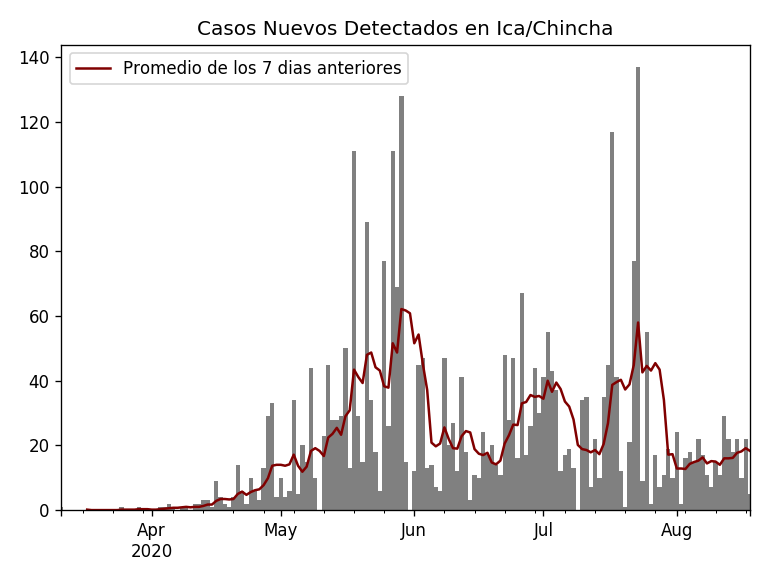 Casos Nuevos Detectados en Ica/Chincha
Promedio de los 7 dias anteriores
140
120
100
80
60
40
20
0
Apr
2020
May
Jun
Jul
Aug